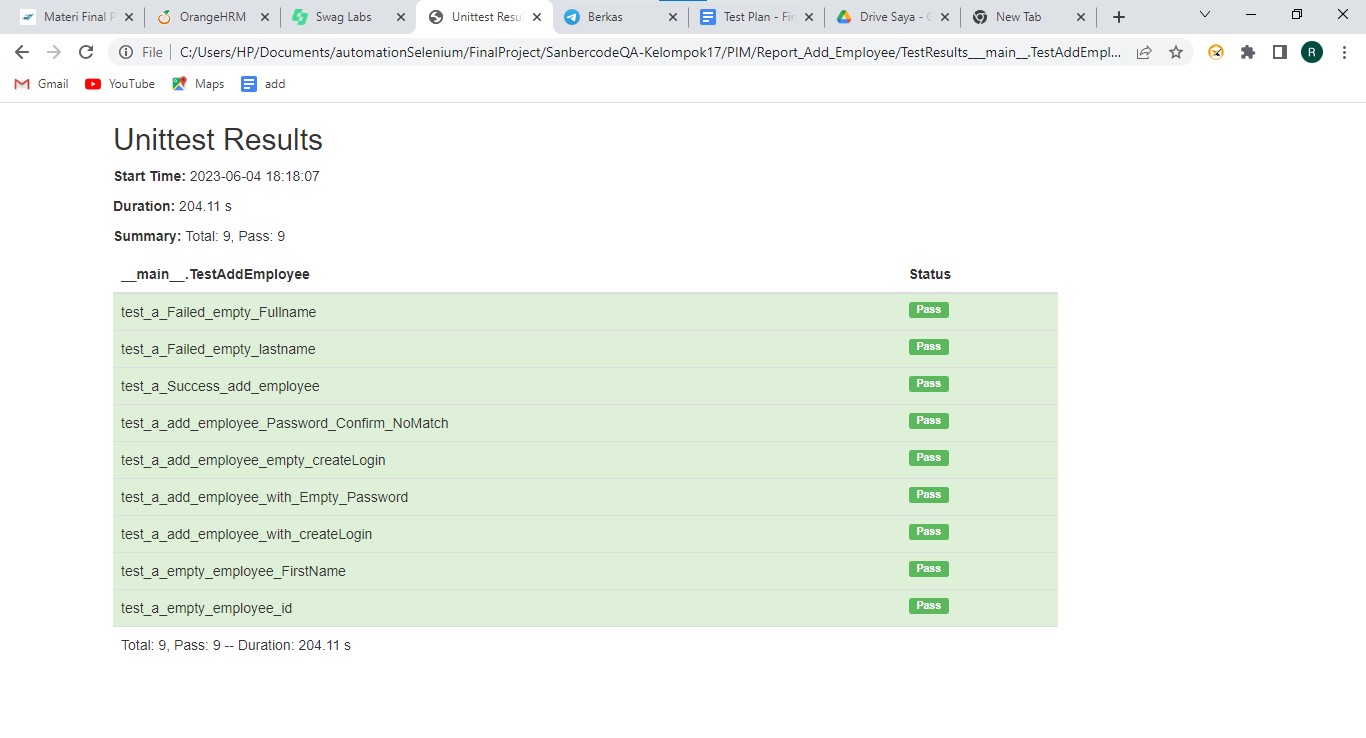 Materi Final P
OrangeHRM
Swag Labs
Unittest Resu
Berkas
Test Plan - Fin
Drive Saya - G
New Tab
File
C:/Users/HP/Documents/automationSelenium/FinalProject/SanbercodeQA-Kelompok17/PIM/Report_Add_Employee/TestResults___main__.TestAddEmpl...
R
Gmail
YouTube
Maps
add
Unittest Results
Start Time: 2023-06-04 18:18:07
Duration: 204.11 s
Summary: Total: 9, Pass: 9
__main__.TestAddEmployee Status
test_a_Failed_empty_Fullname Pass
test_a_Failed_empty_lastname Pass
test_a_Success_add_employee Pass
test_a_add_employee_Password_Confirm_NoMatch Pass
test_a_add_employee_empty_createLogin Pass
test_a_add_employee_with_Empty_Password Pass
test_a_add_employee_with_createLogin Pass
test_a_empty_employee_FirstName Pass
test_a_empty_employee_id Pass
Total: 9, Pass: 9 -- Duration: 204.11 s